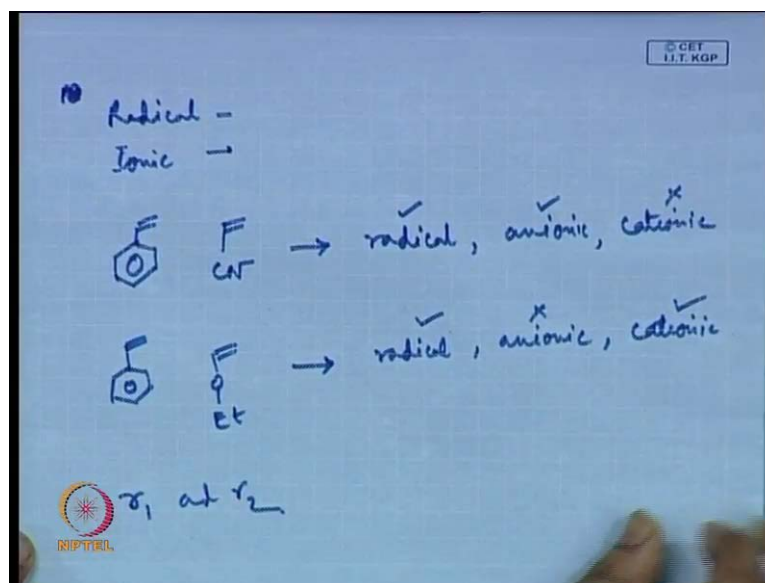 © CET
I.I.T. KGP
Radical –
Ionic →
CN → radical ✓, anionic ✓, cationic ×
O
Et → radical ✓, anionic ×, cationic ✓
r₁ and r₂
NPTEL